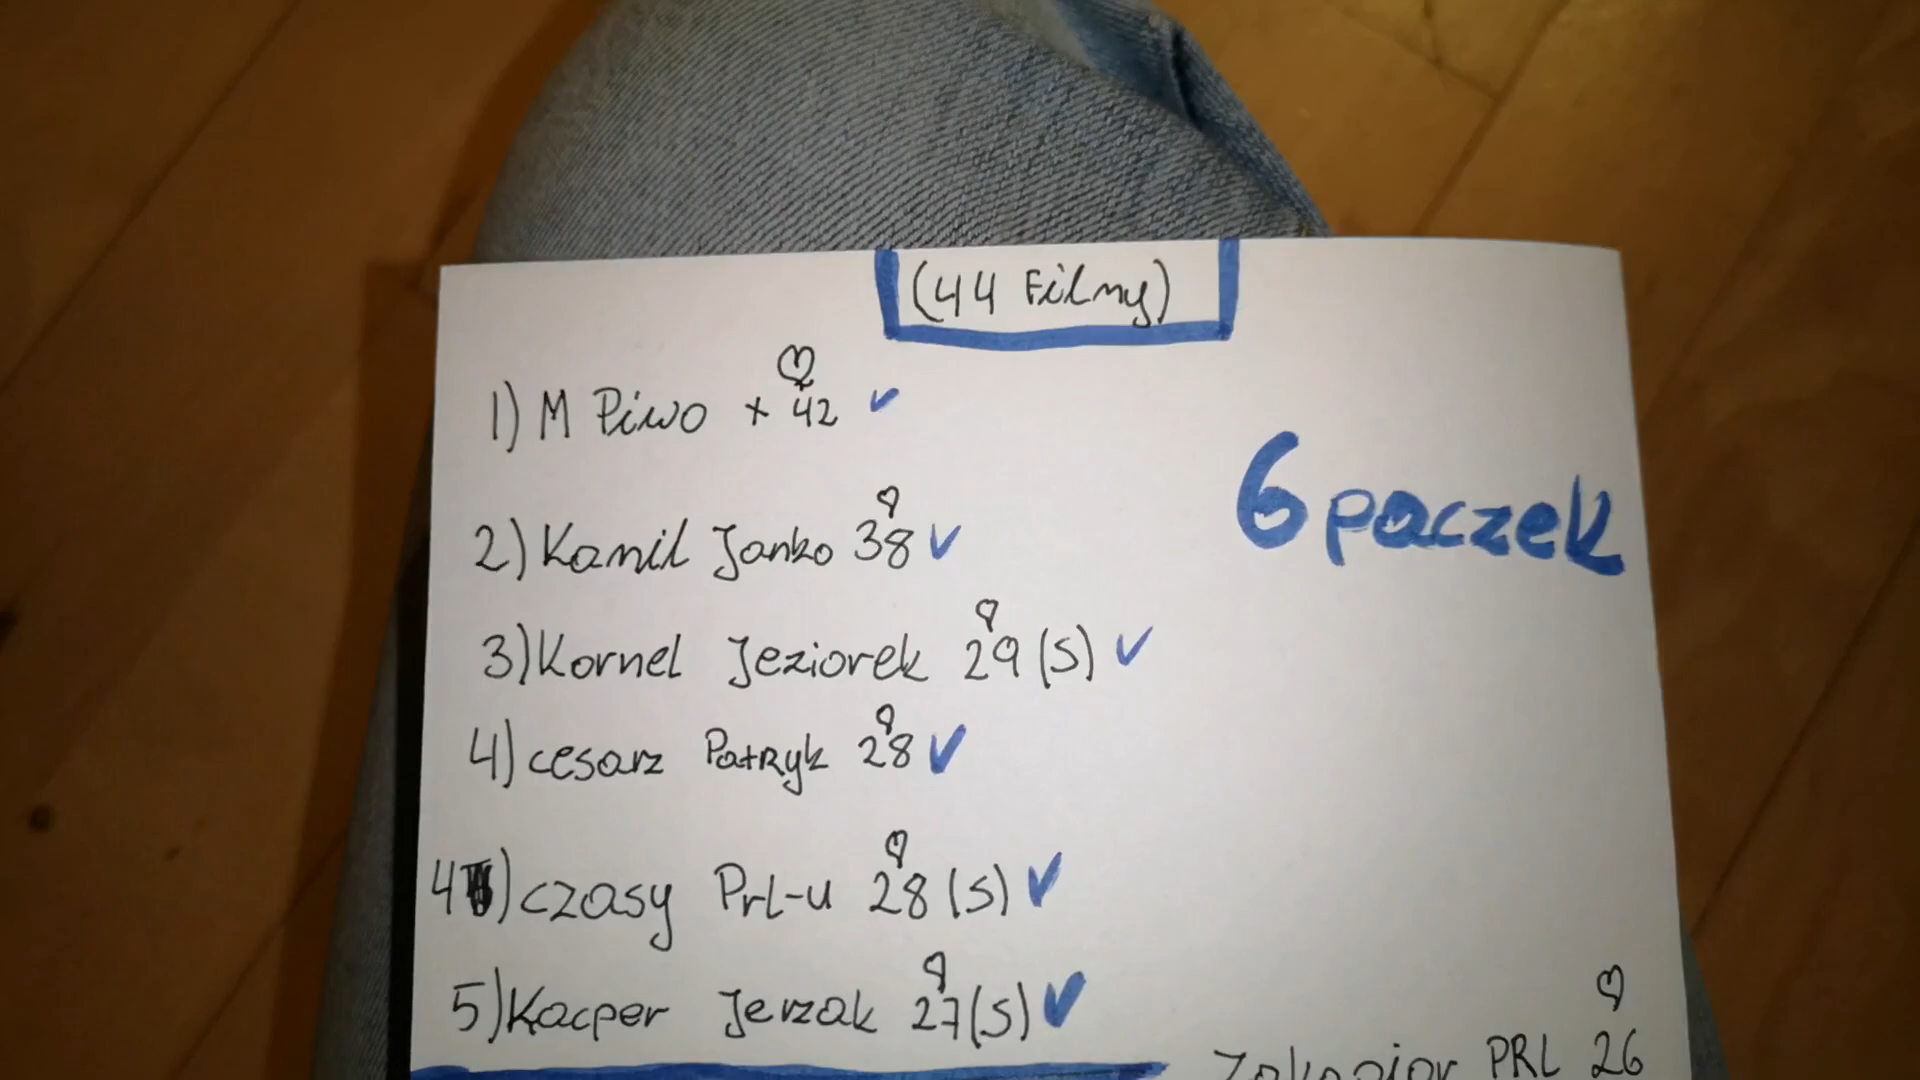 (44 Filmy)
1) M Piwo + 42
6 paczek
2) Kamil Janko 38
3) Kornel Jeziorek 29 (S)
4) cesarz Patryk 28
4) czasy Prl-u 28 (S)
5) Kacper Jerzak 27 (S)
PRL 26